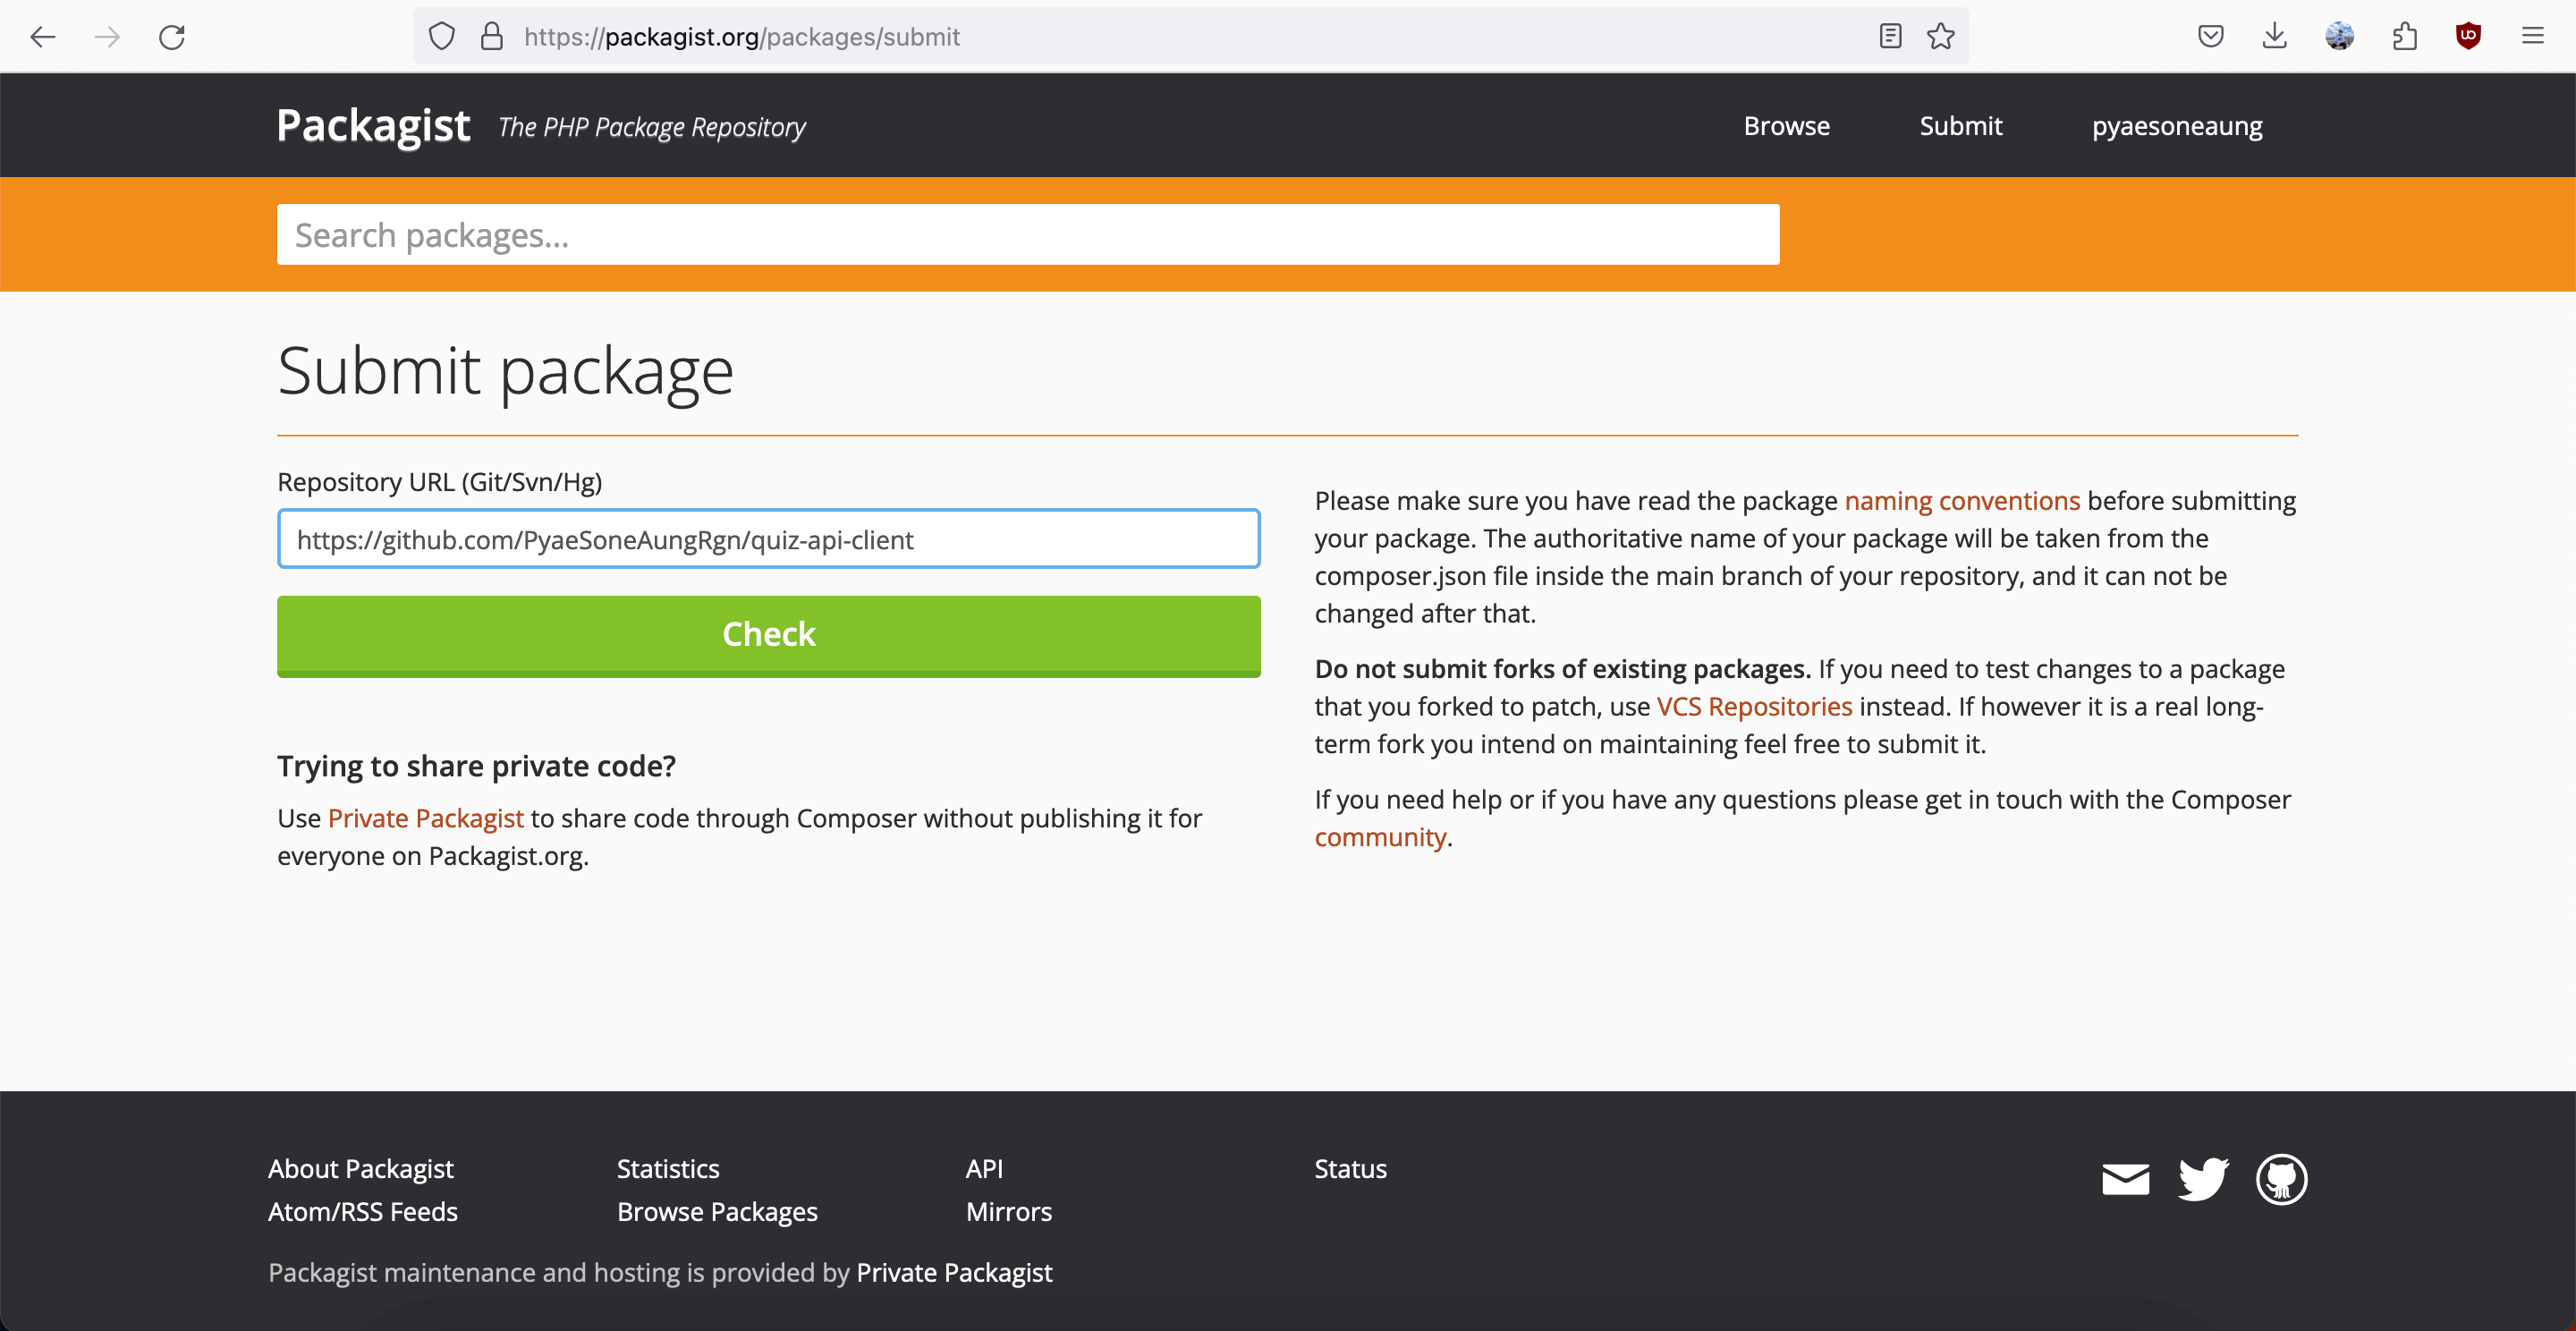 https://packagist.org/packages/submit
Packagist The PHP Package Repository
Browse Submit pyaesoneaung
Search packages...
Submit package
Repository URL (Git/Svn/Hg)
https://github.com/PyaeSoneAungRgn/quiz-api-client
Check
Trying to share private code?
Use Private Packagist to share code through Composer without publishing it for
everyone on Packagist.org.
Please make sure you have read the package naming conventions before submitting
your package. The authoritative name of your package will be taken from the
composer.json file inside the main branch of your repository, and it can not be
changed after that.
Do not submit forks of existing packages. If you need to test changes to a package
that you forked to patch, use VCS Repositories instead. If however it is a real long-
term fork you intend on maintaining feel free to submit it.
If you need help or if you have any questions please get in touch with the Composer
community.
About Packagist
Atom/RSS Feeds
Statistics
Browse Packages
API
Mirrors
Status
Packagist maintenance and hosting is provided by Private Packagist